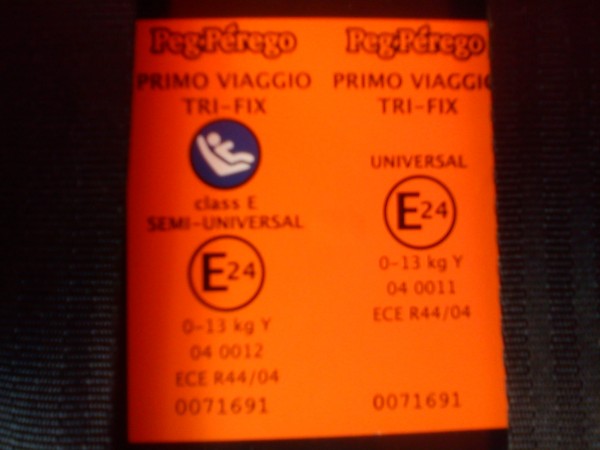 Peg-Pérego
PRIMO VIAGGIO
TRI-FIX
class E
SEMI-UNIVERSAL
E24
0-13 kg Y
04 0012
ECE R44/04
0071691
Peg-Pérego
PRIMO VIAGGIO
TRI-FIX
UNIVERSAL
E24
0-13 kg Y
04 0011
ECE R44/04
0071691